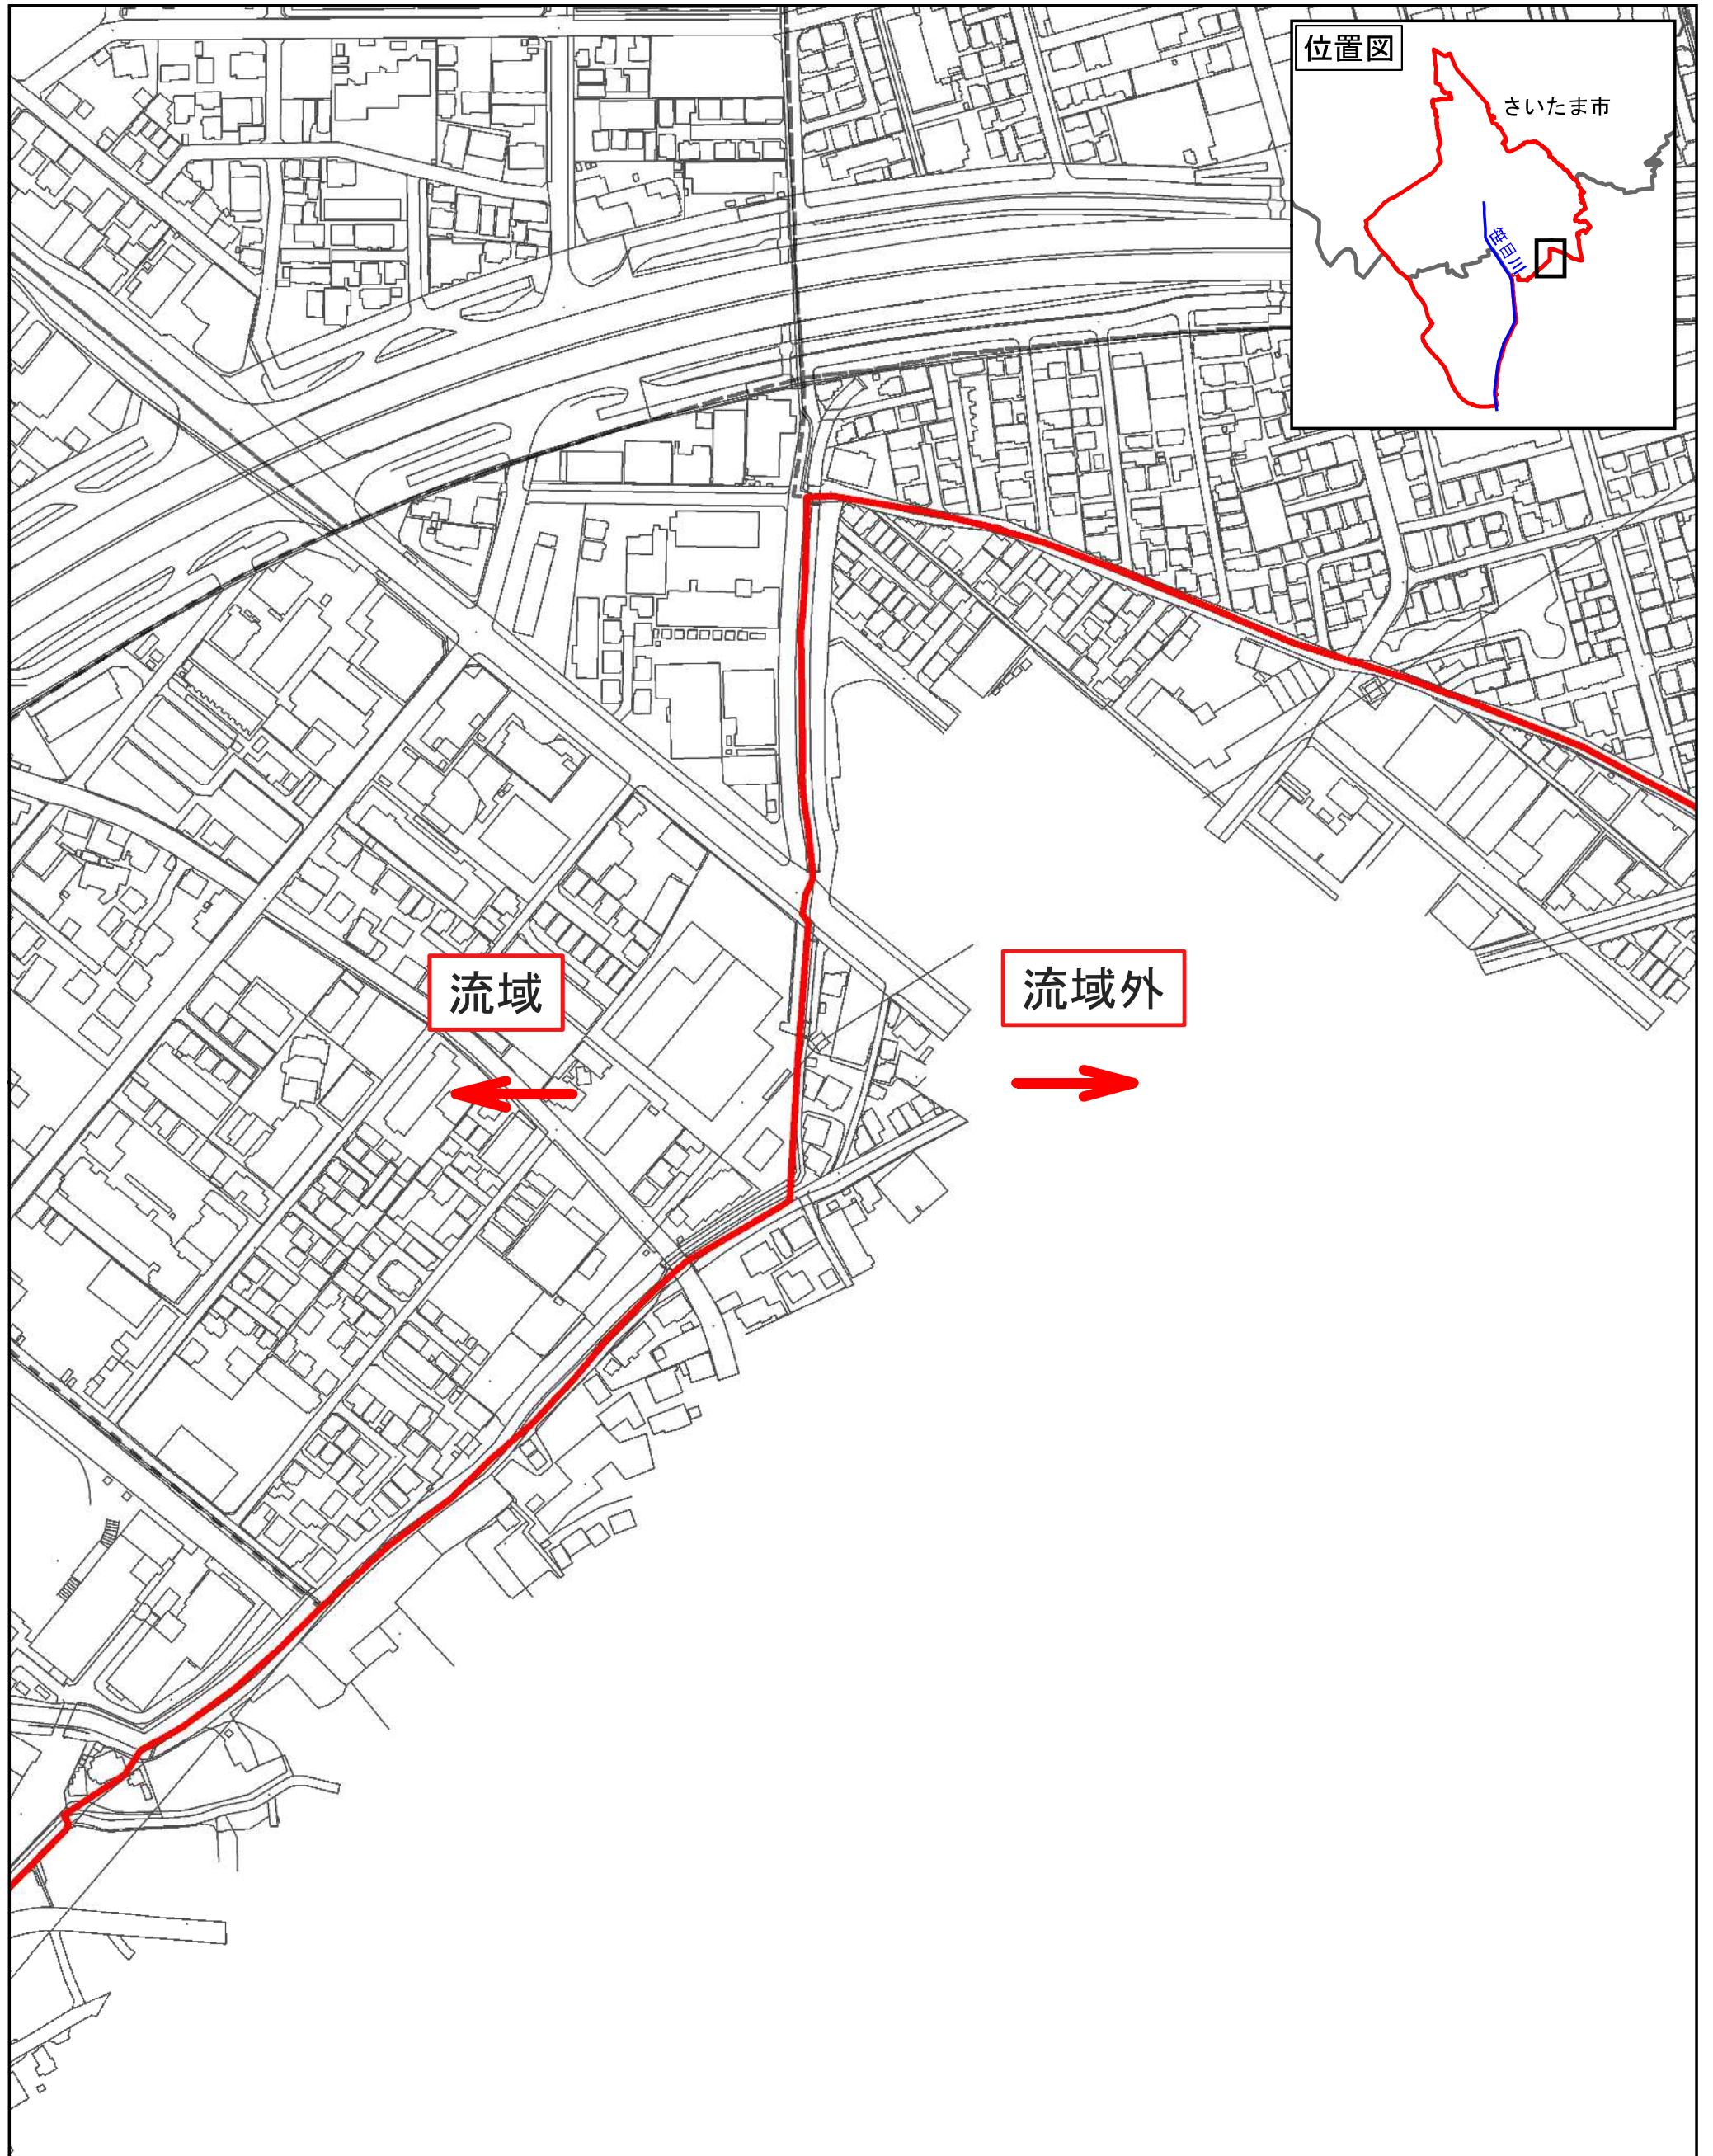 位置図
さいたま市
笹目川
流域
流域外